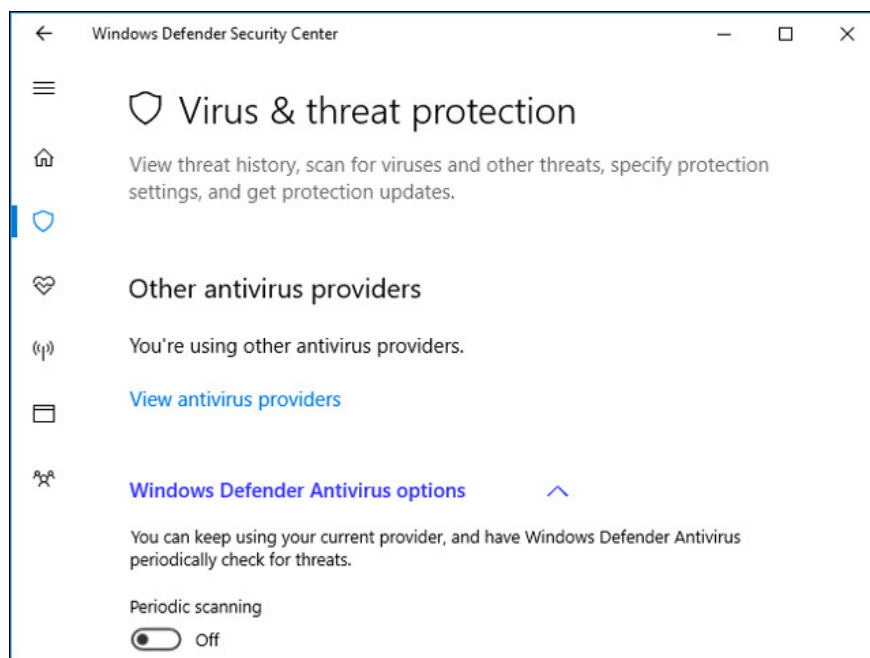 Windows Defender Security Center
Virus & threat protection
View threat history, scan for viruses and other threats, specify protection
settings, and get protection updates.
Other antivirus providers
You're using other antivirus providers.
View antivirus providers
Windows Defender Antivirus options
You can keep using your current provider, and have Windows Defender Antivirus
periodically check for threats.
Periodic scanning
Off